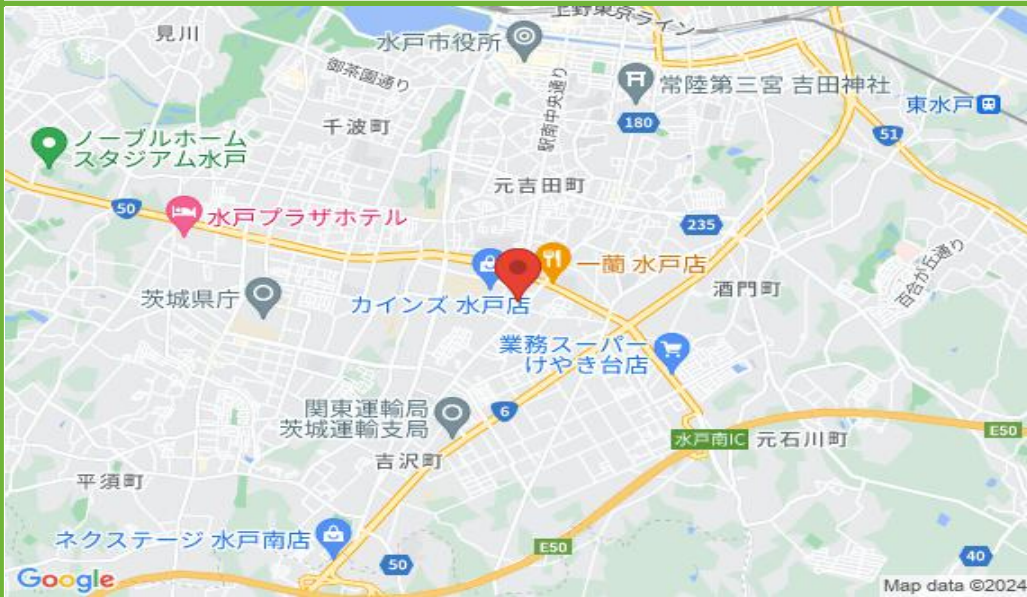 上野東京ライン
見川
水戸市役所
御茶園通り
常陸第三宮 吉田神社
東水戸
千波町
駅南中央通り
180
51
ノーブルホーム
スタジアム水戸
元吉田町
50
水戸プラザホテル
235
一蘭 水戸店
百合が丘通り
茨城県庁
カインズ 水戸店
酒門町
業務スーパー
けやき台店
関東運輸局
茨城運輸支局
6
水戸南IC
元石川町
E50
吉沢町
平須町
ネクステージ 水戸南店
E50
50
40
Google
Map data ©2024